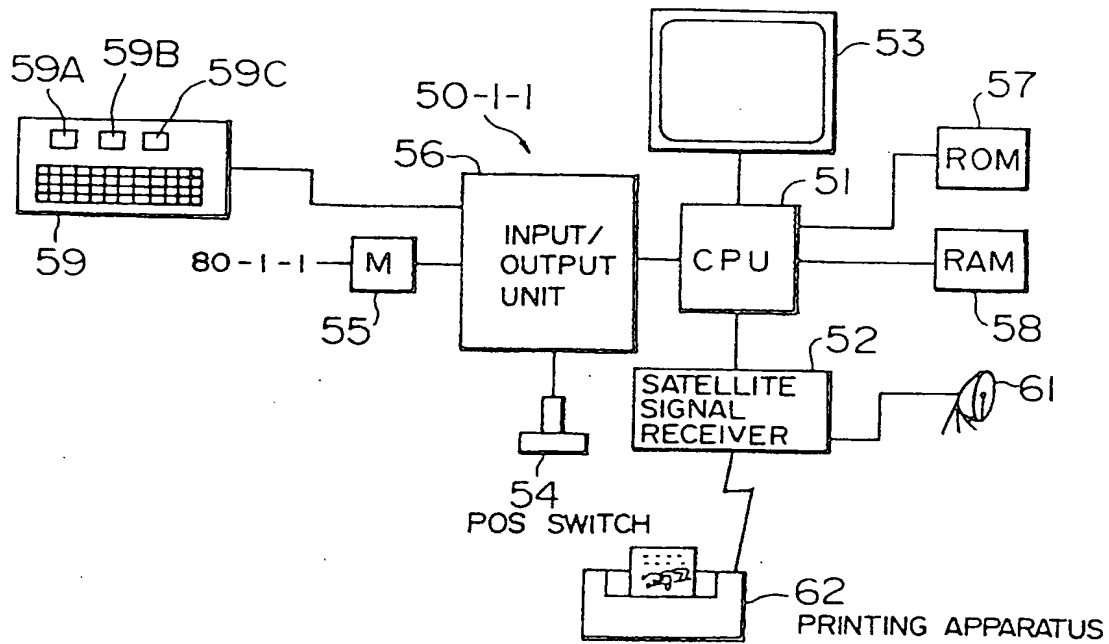 59A
59B
59C
50-1-1
53
57
56
51
ROM
INPUT/
OUTPUT
UNIT
CPU
59
80-1-1
M
RAM
55
58
52
SATELLITE
SIGNAL
RECEIVER
61
54
POS SWITCH
62
PRINTING APPARATUS